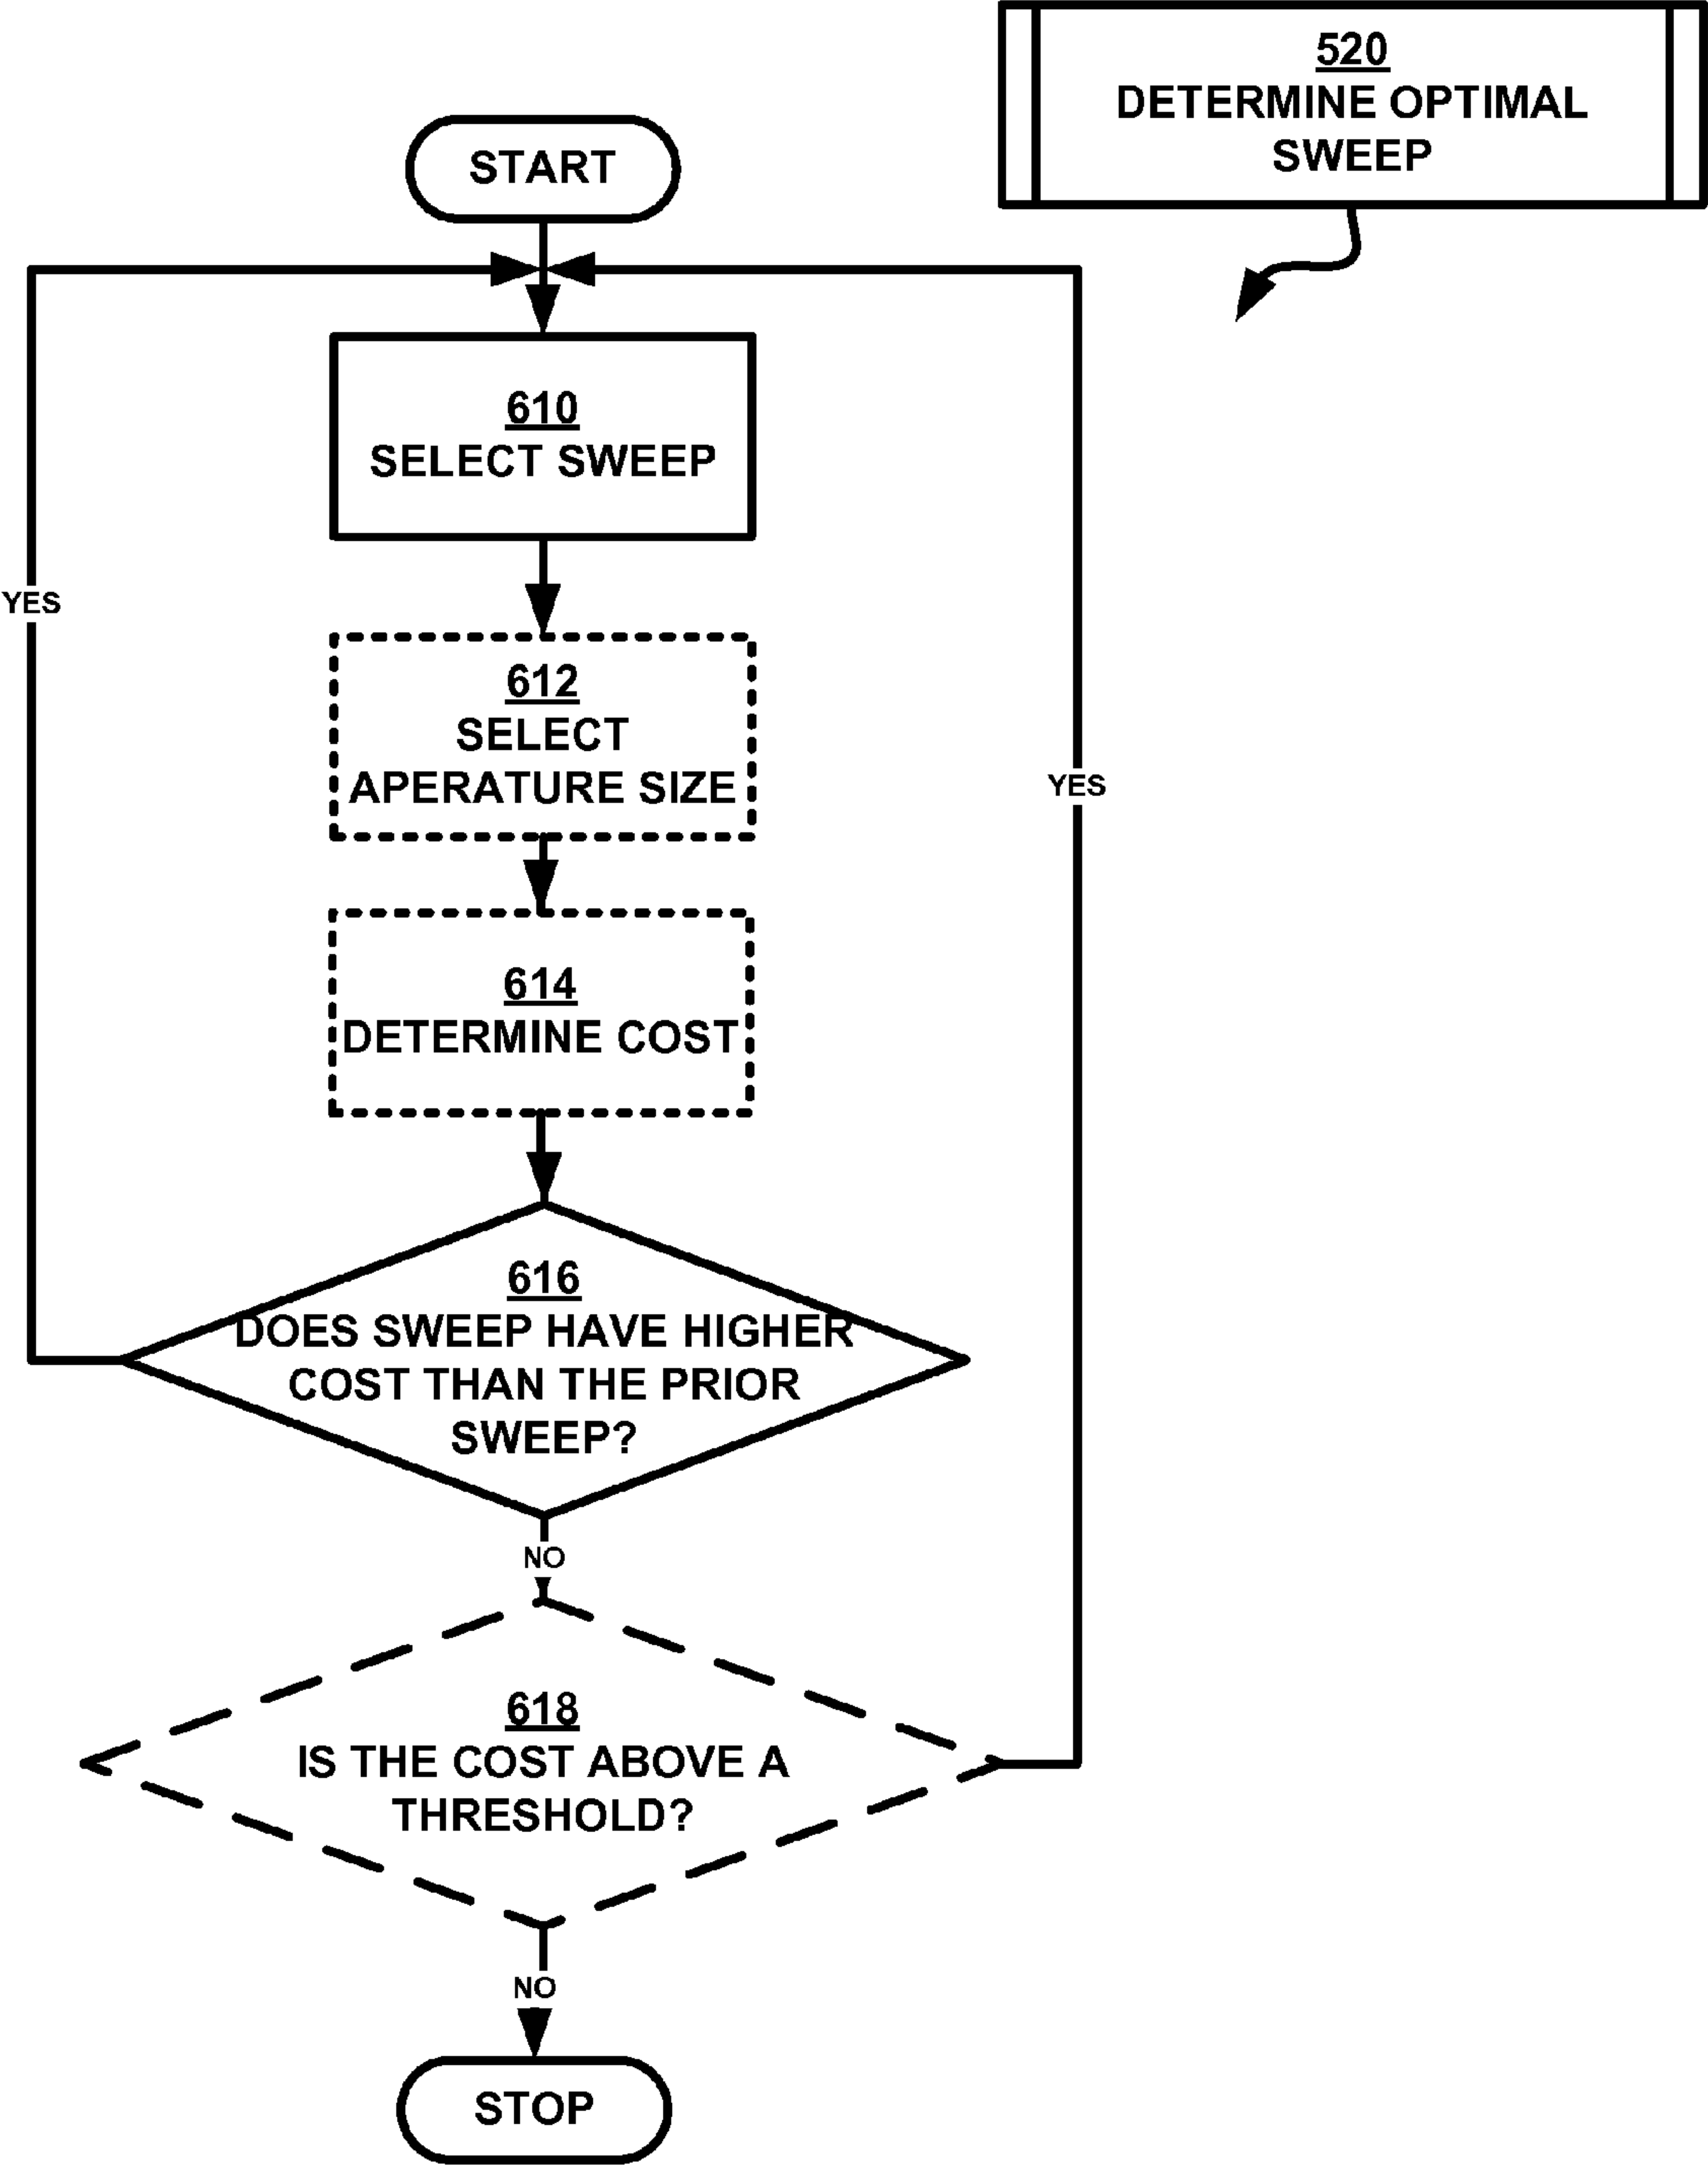 520
DETERMINE OPTIMAL
SWEEP
START
610
SELECT SWEEP
YES
612
SELECT
APERATURE SIZE
YES
614
DETERMINE COST
616
DOES SWEEP HAVE HIGHER
COST THAN THE PRIOR
SWEEP?
NO
618
IS THE COST ABOVE A
THRESHOLD?
NO
STOP